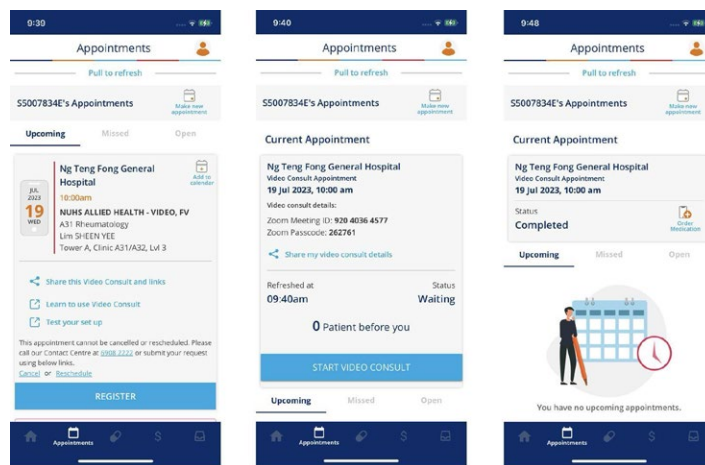 9:39
Appointments
Pull to refresh
S5007834E's Appointments
Make new
appointment
Upcoming
Missed
Open
JUL
2023
19
WED
Ng Teng Fong General
Hospital
Add to
calendar
10:00am
NUHS ALLIED HEALTH - VIDEO, FV
A31 Rheumatology
Lim SHEEN YEE
Tower A, Clinic A31/A32, Lvl 3
Share this Video Consult and links
Learn to use Video Consult
Test your set up
This appointment cannot be cancelled or rescheduled. Please
call our Contact Centre at 6908 2222 or submit your request
using below links.
Cancel or Reschedule
REGISTER
Appointments
9:40
Appointments
Pull to refresh
S5007834E's Appointments
Make new
appointment
Current Appointment
Ng Teng Fong General Hospital
Video Consult Appointment
19 Jul 2023, 10:00 am
Video consult details:
Zoom Meeting ID: 920 4036 4577
Zoom Passcode: 262761
Share my video consult details
Refreshed at
Status
09:40am
Waiting
0 Patient before you
START VIDEO CONSULT
Upcoming
Missed
Open
Appointments
9:48
Appointments
Pull to refresh
S5007834E's Appointments
Make new
appointment
Current Appointment
Ng Teng Fong General Hospital
Video Consult Appointment
19 Jul 2023, 10:00 am
Status
Completed
Order
Medication
Upcoming
Missed
Open
You have no upcoming appointments.
Appointments